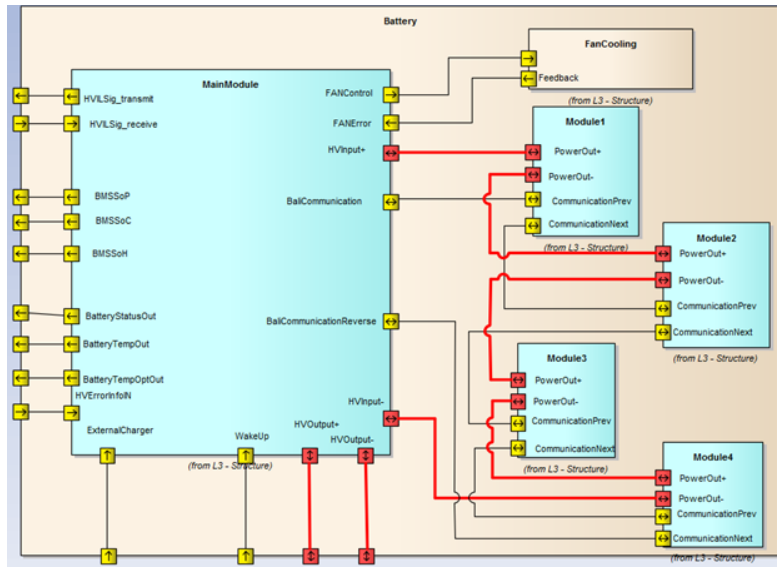 Battery
FanCooling
Feedback
(from L3 - Structure)
MainModule
HVILSig_transmit
HVILSig_receive
BMSSoP
BMSSoC
BMSSoH
BatteryStatusOut
BatteryTempOut
BatteryTempOptOut
HVErrorInfoIN
ExternalCharger
WakeUp
HVOutput+
HVOutput-
FANControl
FANError
HVInput+
BaliCommunication
BaliCommunicationReverse
HVInput-
(from L3 - Structure)
Module1
PowerOut+
PowerOut-
CommunicationPrev
CommunicationNext
(from L3 - Structure)
Module2
PowerOut+
PowerOut-
CommunicationPrev
CommunicationNext
(from L3 - Structure)
Module3
PowerOut+
PowerOut-
CommunicationPrev
CommunicationNext
(from L3 - Structure)
Module4
PowerOut+
PowerOut-
CommunicationPrev
CommunicationNext
(from L3 - Structure)